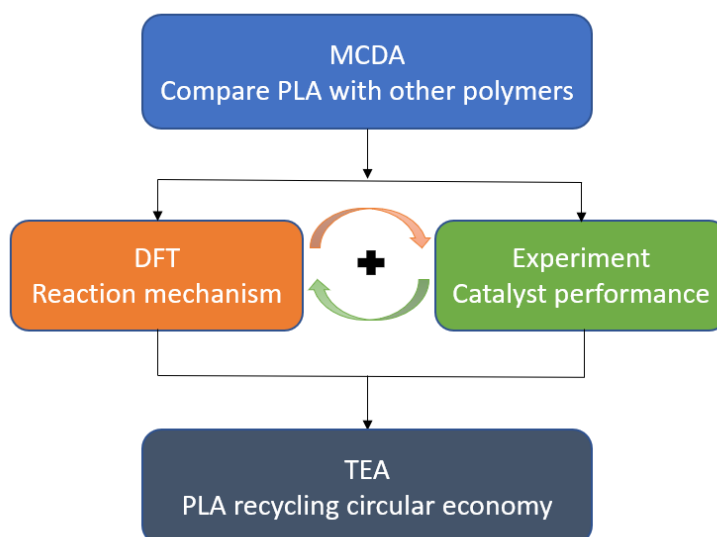 MCDA
Compare PLA with other polymers
DFT
Reaction mechanism
Experiment
Catalyst performance
TEA
PLA recycling circular economy